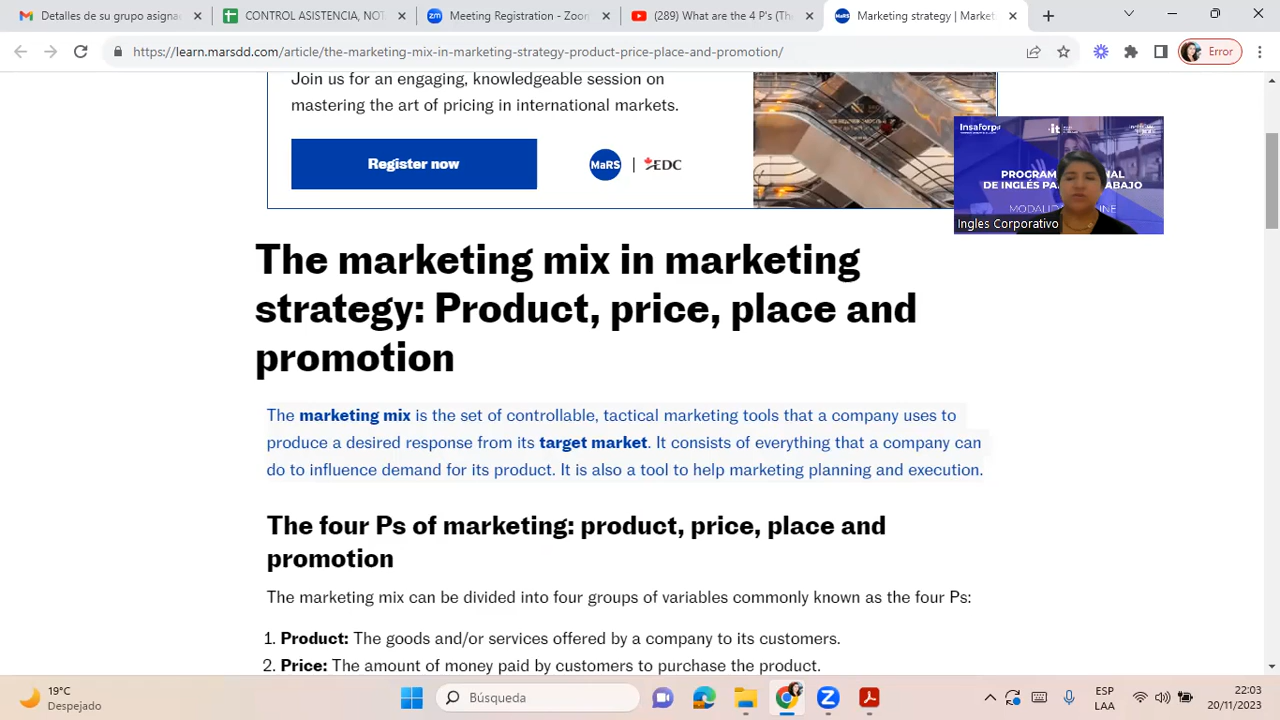 Detalles de su gresignas
CONTROL ASISTENCIA, NOT
Meeting Registration - Zoo
(289) What are the 4 P's (Th
Marketing strategy | Market
https://learn.marsdd.com/article/the-marketing-mix-in-marketing-strategy-product-price-place-and-promotion/
Error
Join us for an engaging, knowledgeable session on
mastering the art of pricing in international markets.
Register now
MaRS | EDC
Insaforp
PROGRAM NAL
DE INGLÉS PA ABAJO
Ingles Corporativo
The marketing mix in marketing
strategy: Product, price, place and
promotion
The marketing mix is the set of controllable, tactical marketing tools that a company uses to
produce a desired response from its target market. It consists of everything that a company can
do to influence demand for its product. It is also a tool to help marketing planning and execution.
The four Ps of marketing: product, price, place and
promotion
The marketing mix can be divided into four groups of variables commonly known as the four Ps:
1. Product: The goods and/or services offered by a company to its customers.
2. Price: The amount of money paid by customers to purchase the product.
19°C
Despejado
Búsqueda
ESP
LAA
22:03
20/11/2023